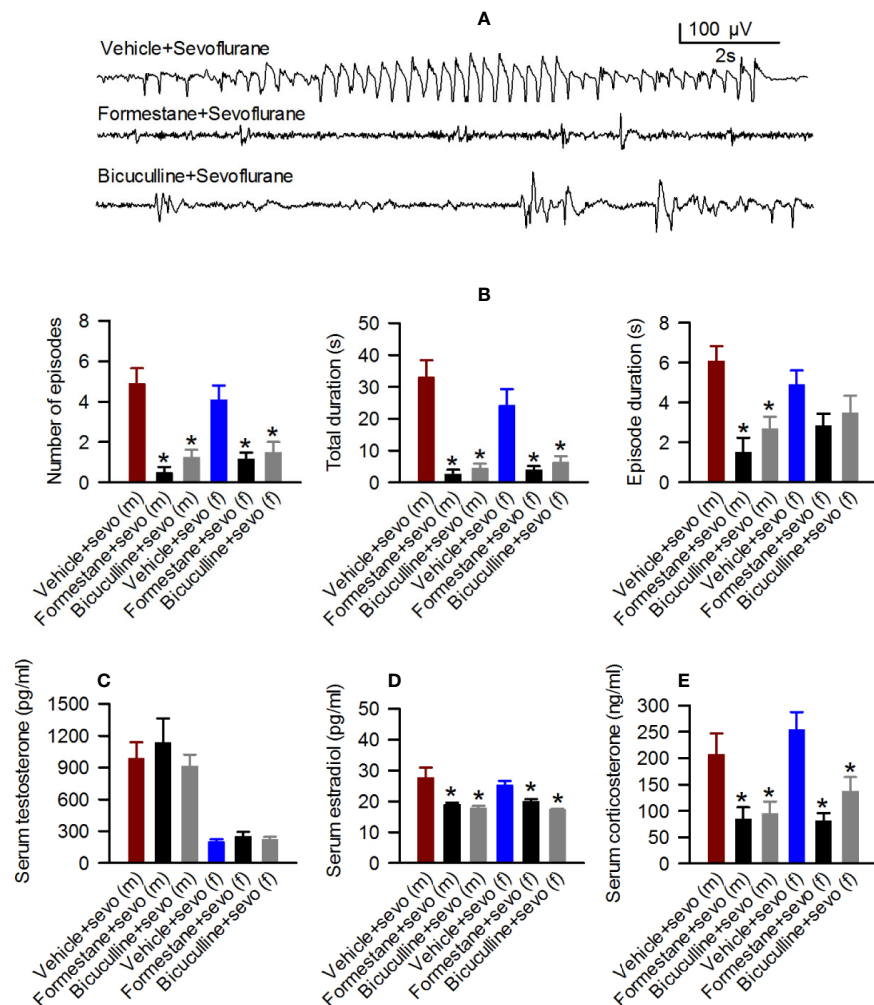 A
100 µV
2s
Vehicle+Sevoflurane
Formestane+Sevoflurane
Bicuculline+Sevoflurane
B
Number of episodes
8
6
4
2
0
* * * *
Vehicle+sevo (m)
Formestane+sevo (m)
Bicuculline+sevo (m)
Vehicle+sevo (f)
Formestane+sevo (f)
Bicuculline+sevo (f)
Total duration (s)
50
40
30
20
10
0
* * * *
Vehicle+sevo (m)
Formestane+sevo (m)
Bicuculline+sevo (m)
Vehicle+sevo (f)
Formestane+sevo (f)
Bicuculline+sevo (f)
Episode duration (s)
8
6
4
2
0
* *
Vehicle+sevo (m)
Formestane+sevo (m)
Bicuculline+sevo (m)
Vehicle+sevo (f)
Formestane+sevo (f)
Bicuculline+sevo (f)
C
Serum testosterone (pg/ml)
1500
1200
900
600
300
0
Vehicle+sevo (m)
Formestane+sevo (m)
Bicuculline+sevo (m)
Vehicle+sevo (f)
Formestane+sevo (f)
Bicuculline+sevo (f)
D
Serum estradiol (pg/ml)
50
40
30
20
10
0
* * * *
Vehicle+sevo (m)
Formestane+sevo (m)
Bicuculline+sevo (m)
Vehicle+sevo (f)
Formestane+sevo (f)
Bicuculline+sevo (f)
E
Serum corticosterone (ng/ml)
300
250
200
150
100
50
0
* * * *
Vehicle+sevo (m)
Formestane+sevo (m)
Bicuculline+sevo (m)
Vehicle+sevo (f)
Formestane+sevo (f)
Bicuculline+sevo (f)